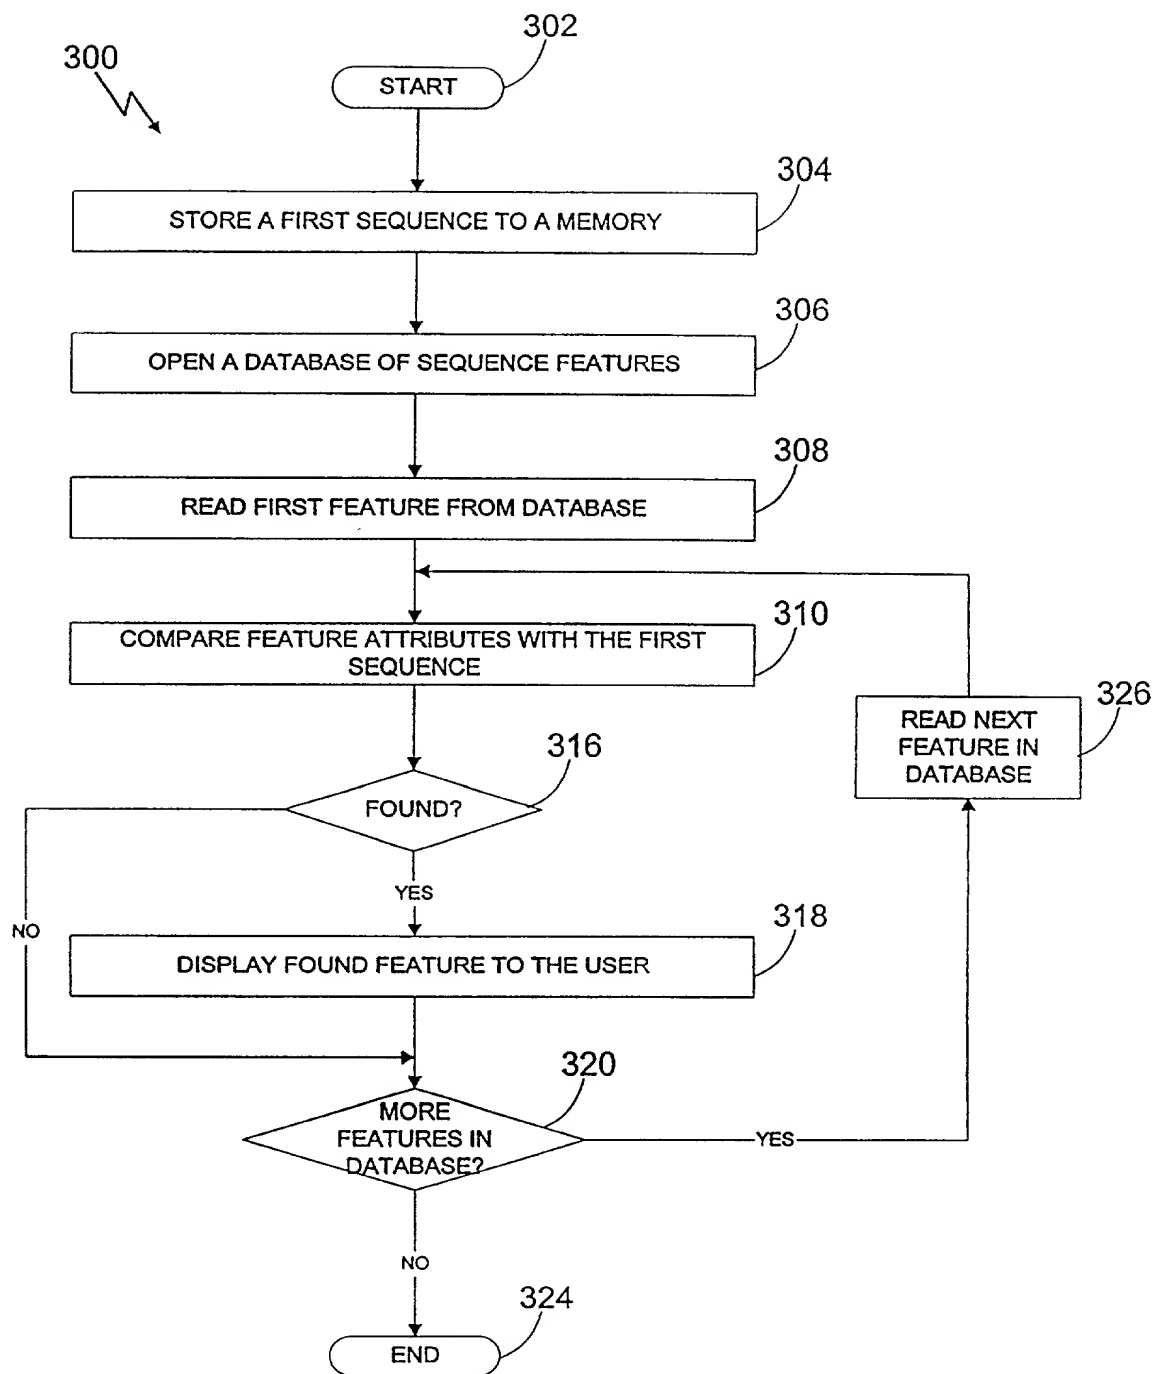 302
300
START
304
STORE A FIRST SEQUENCE TO A MEMORY
306
OPEN A DATABASE OF SEQUENCE FEATURES
308
READ FIRST FEATURE FROM DATABASE
310
COMPARE FEATURE ATTRIBUTES WITH THE FIRST
SEQUENCE
326
READ NEXT
FEATURE IN
DATABASE
316
FOUND?
YES
NO
318
DISPLAY FOUND FEATURE TO THE USER
320
MORE
FEATURES IN
DATABASE?
YES
NO
324
END